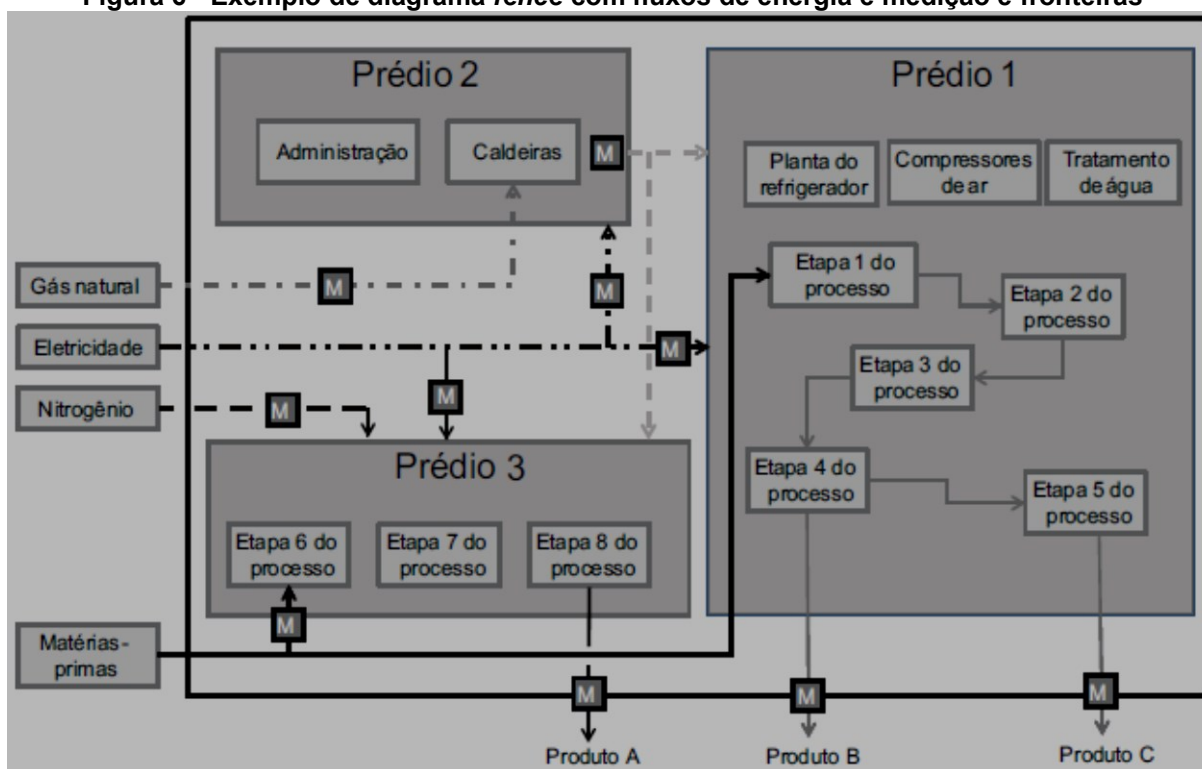 Figura 6 - Exemplo de diagrama fence com fluxos de energia e medição e fronteiras
Prédio 2
Administração
Caldeiras
M
Prédio 1
Planta do
refrigerador
Compressores
de ar
Tratamento
de água
Gás natural
M
M
Eletricidade
M
Nitrogênio
M
M
Etapa 1 do
processo
Etapa 2 do
processo
Etapa 3 do
processo
Etapa 4 do
processo
Etapa 5 do
processo
Prédio 3
Etapa 6 do
processo
Etapa 7 do
processo
Etapa 8 do
processo
M
Matérias-
primas
M
M
M
Produto A
Produto B
Produto C